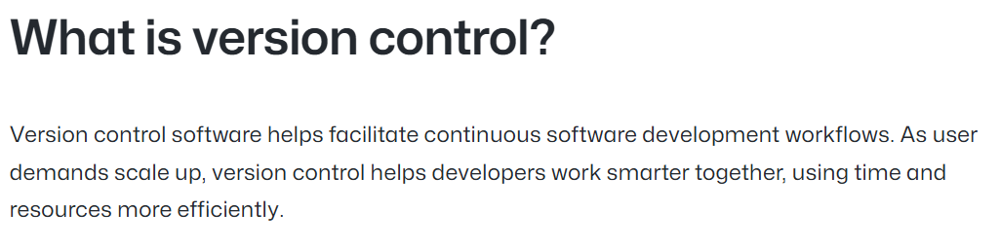 What is version control?
Version control software helps facilitate continuous software development workflows. As user
demands scale up, version control helps developers work smarter together, using time and
resources more efficiently.